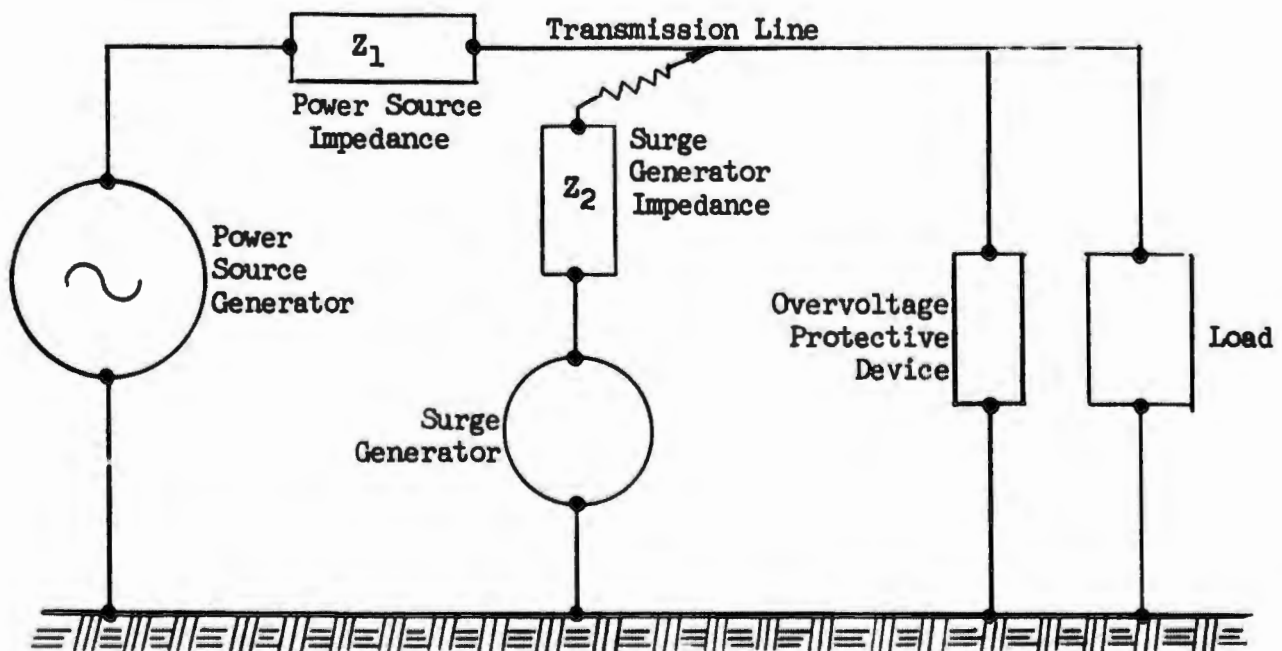 Transmission Line
Z1
Power Source
Impedance
Surge
Generator
Impedance
Z2
Power
Source
Generator
Overvoltage
Protective
Device
Load
Surge
Generator